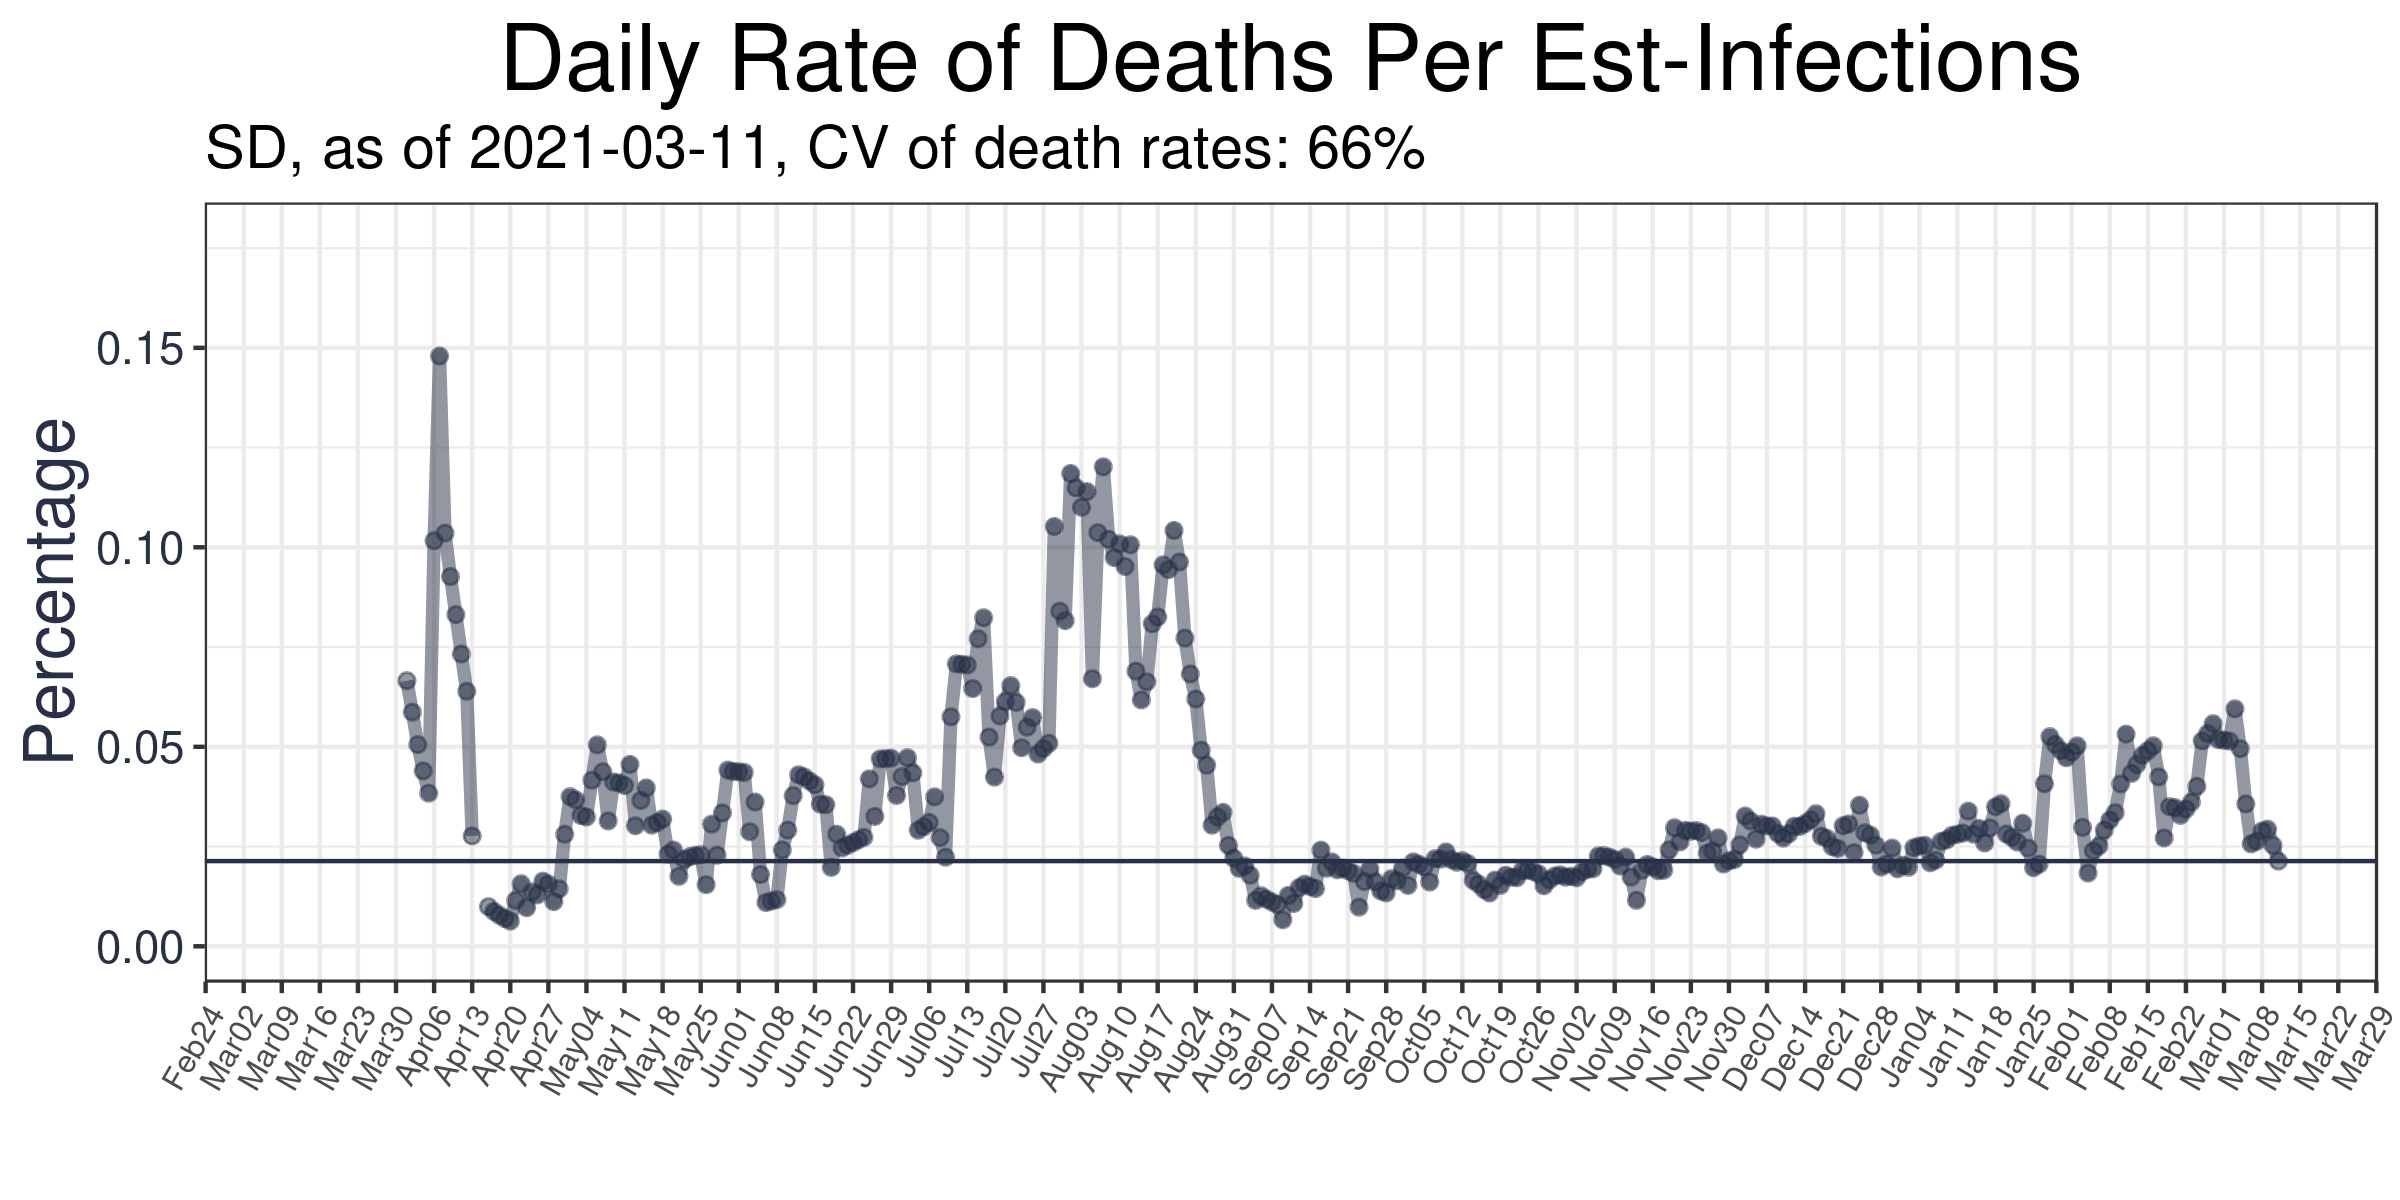 Daily Rate of Deaths Per Est-Infections
SD, as of 2021-03-11, CV of death rates: 66%
Percentage
0.15
0.10
0.05
0.00
Feb24
Mar02
Mar09
Mar16
Mar23
Mar30
Apr06
Apr13
Apr20
Apr27
May04
May11
May18
May25
Jun01
Jun08
Jun15
Jun22
Jun29
Jul06
Jul13
Jul20
Jul27
Aug03
Aug10
Aug17
Aug24
Aug31
Sep07
Sep14
Sep21
Sep28
Oct05
Oct12
Oct19
Oct26
Nov02
Nov09
Nov16
Nov23
Nov30
Dec07
Dec14
Dec21
Dec28
Jan04
Jan11
Jan18
Jan25
Feb01
Feb08
Feb15
Feb22
Mar01
Mar08
Mar15
Mar22
Mar29